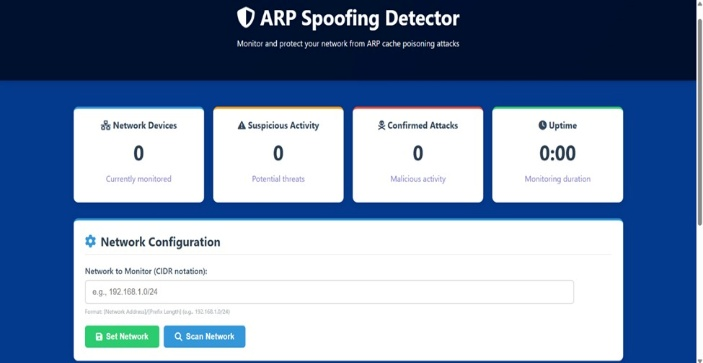 ARP Spoofing Detector
Monitor and protect your network from ARP cache poisoning attacks
Network Devices
0
Currently monitored
Suspicious Activity
0
Potential threats
Confirmed Attacks
0
Malicious activity
Uptime
0:00
Monitoring duration
Network Configuration
Network to Monitor (CIDR notation):
e.g., 192.168.1.0/24
Format: [Network Address]/[Prefix Length] (e.g., 192.168.1.0/24)
Set Network
Scan Network